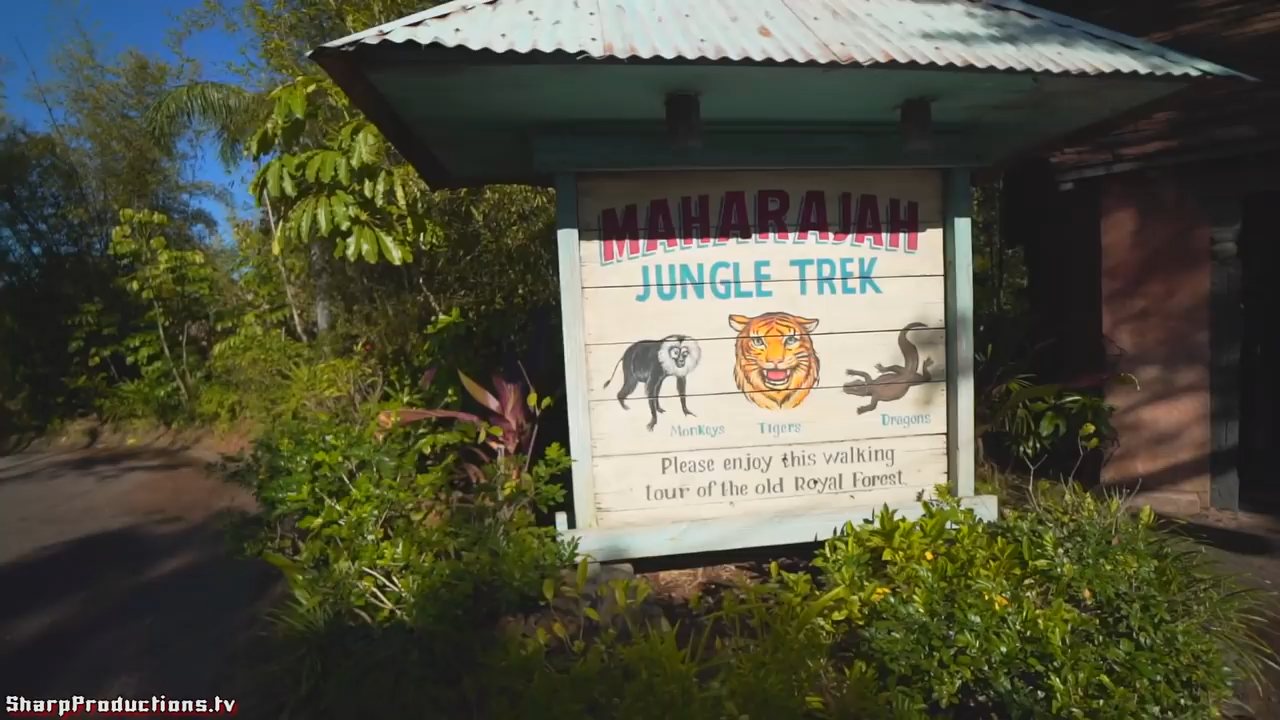 MAHARAJAH
JUNGLE TREK
Monkeys Tigers Dragons
Please enjoy this walking
tour of the old Royal Forest.
SharpProductions.tv